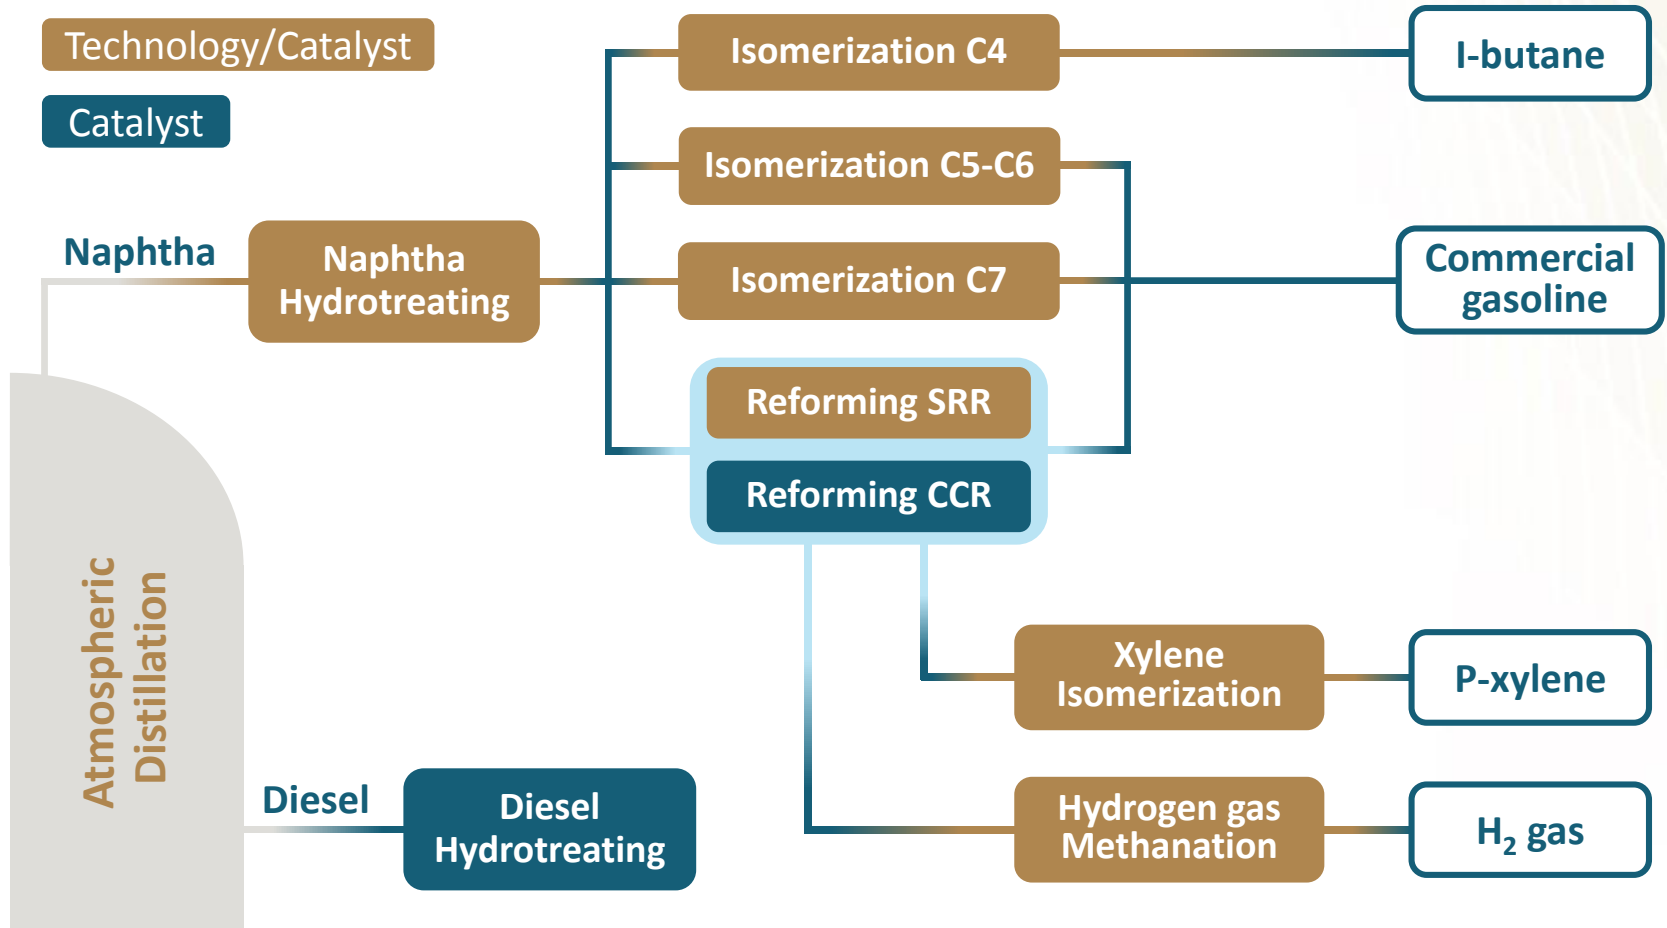 Technology/Catalyst
Catalyst
Isomerization C4
I-butane
Isomerization C5-C6
Naphtha
Naphtha
Hydrotreating
Isomerization C7
Commercial
gasoline
Reforming SRR
Reforming CCR
Atmospheric
Distillation
Xylene
Isomerization
P-xylene
Diesel
Diesel
Hydrotreating
Hydrogen gas
Methanation
H₂ gas